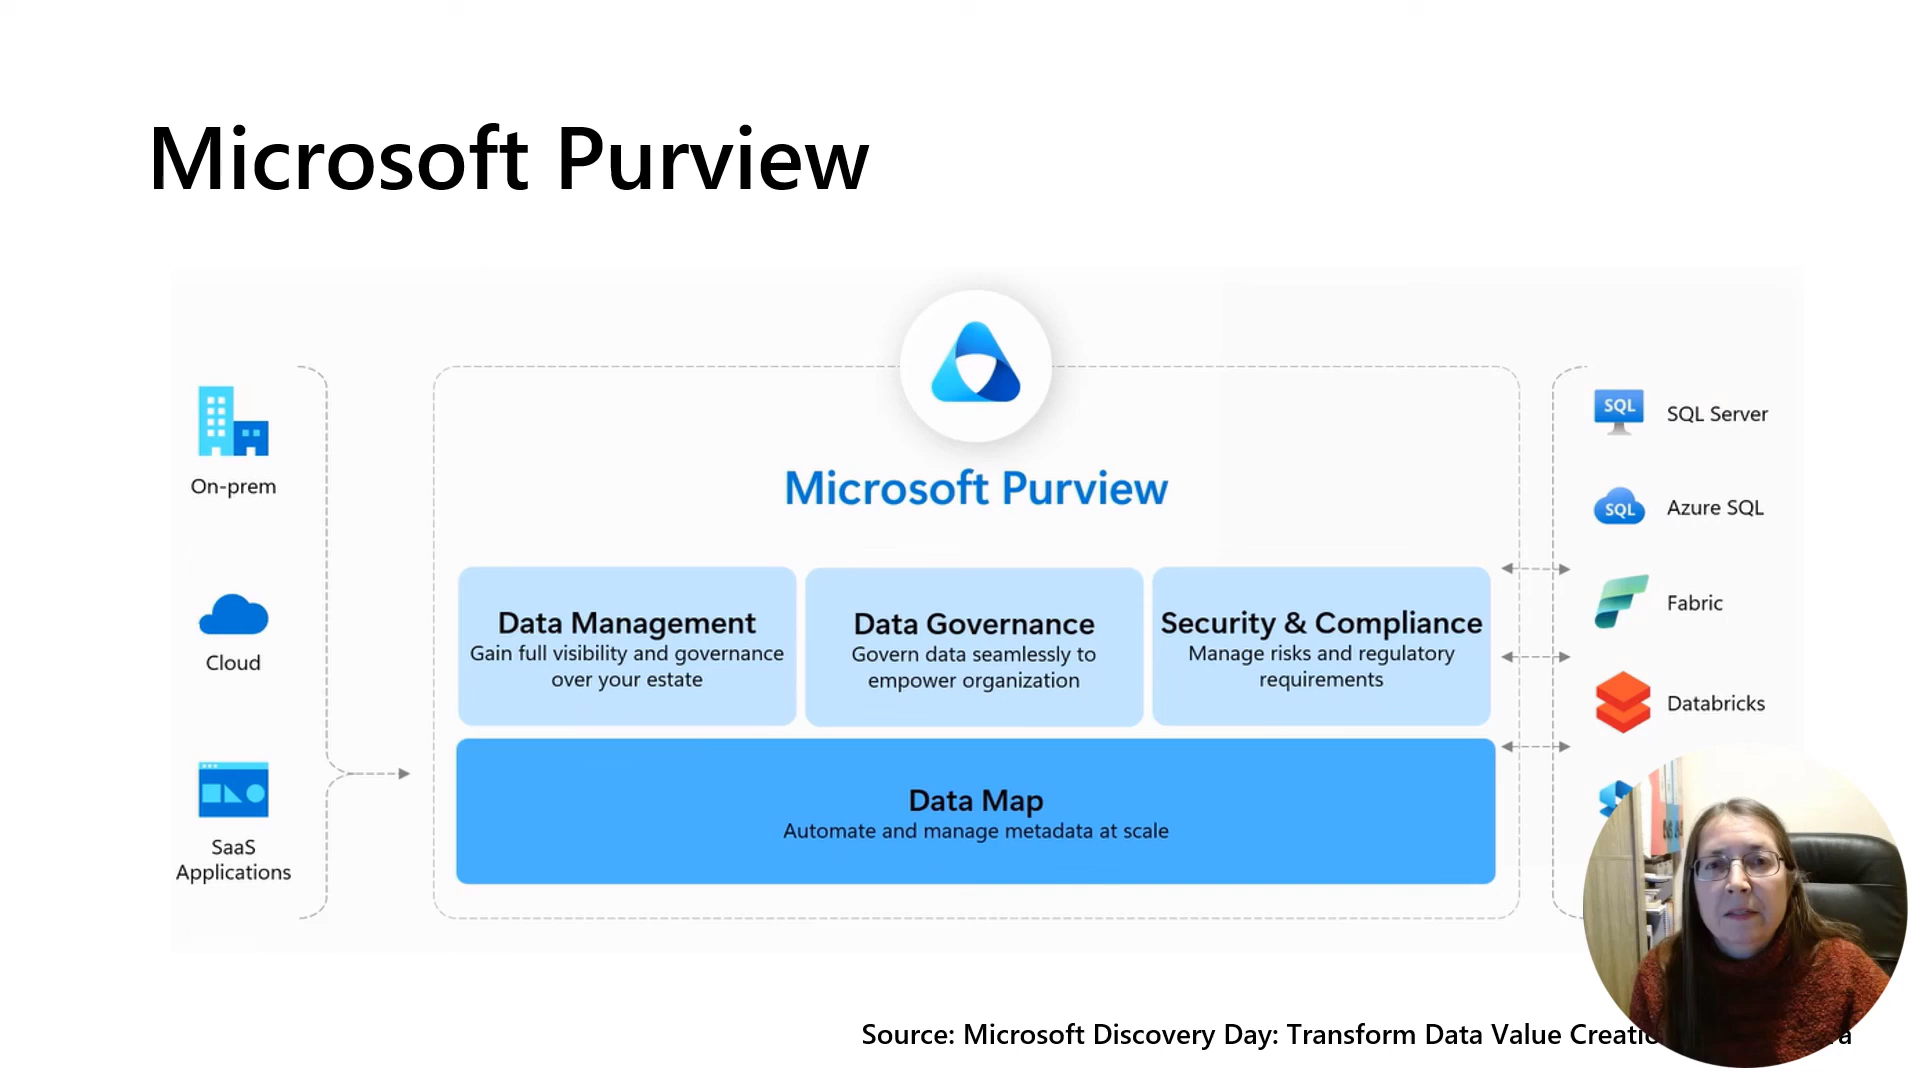 Microsoft Purview
On-prem
Cloud
SaaS
Applications
Microsoft Purview
Data Management
Gain full visibility and governance
over your estate
Data Governance
Govern data seamlessly to
empower organization
Security & Compliance
Manage risks and regulatory
requirements
Data Map
Automate and manage metadata at scale
SQL
SQL Server
SQL
Azure SQL
Fabric
Databricks
Source: Microsoft Discovery Day: Transform Data Value